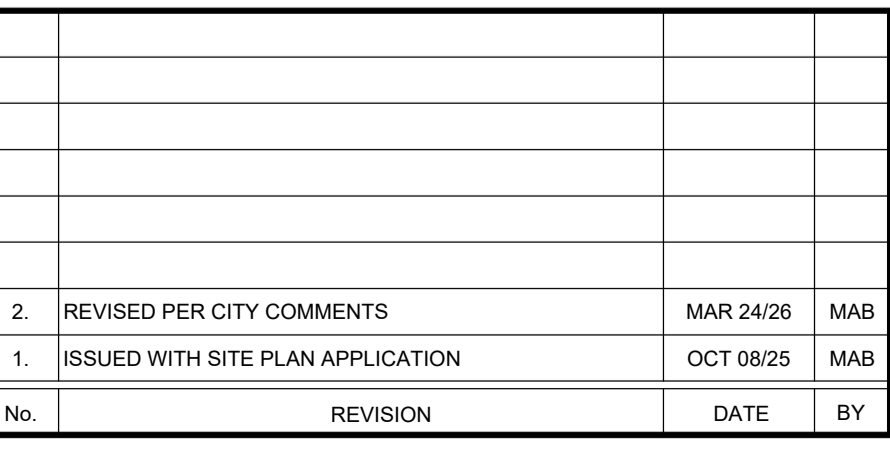 2. REVISED PER CITY COMMENTS MAR 24/26 MAB
1. ISSUED WITH SITE PLAN APPLICATION OCT 08/25 MAB
No. REVISION DATE BY